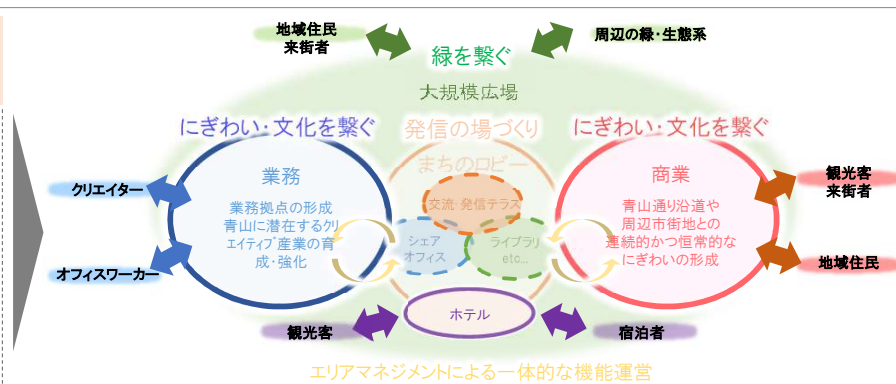 地域住民
来街者
周辺の緑・生態系
緑を繋ぐ
大規模広場
にぎわい・文化を繋ぐ
発信の場づくり
にぎわい・文化を繋ぐ
まちのロビー
業務
業務拠点の形成
青山に潜在するクリ
エイティブ産業の育
成・強化
クリエイター
オフィスワーカー
交流・発信テラス
シェア
オフィス
ライブラリ
etc...
商業
青山通り沿道や
周辺市街地との
連続的かつ恒常的な
にぎわいの形成
観光客
来街者
地域住民
ホテル
観光客
宿泊者
エリアマネジメントによる一体的な機能運営